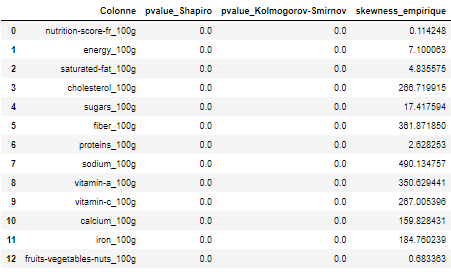 Colonne pvalue_Shapiro pvalue_Kolmogorov-Smirnov skewness_empirique
0 nutrition-score-fr_100g 0.0 0.0 0.114248
1 energy_100g 0.0 0.0 7.100063
2 saturated-fat_100g 0.0 0.0 4.835575
3 cholesterol_100g 0.0 0.0 266.719915
4 sugars_100g 0.0 0.0 17.417594
5 fiber_100g 0.0 0.0 361.871850
6 proteins_100g 0.0 0.0 2.628253
7 sodium_100g 0.0 0.0 490.134757
8 vitamin-a_100g 0.0 0.0 350.629441
9 vitamin-c_100g 0.0 0.0 267.005396
10 calcium_100g 0.0 0.0 159.828431
11 iron_100g 0.0 0.0 184.760239
12 fruits-vegetables-nuts_100g 0.0 0.0 0.683363